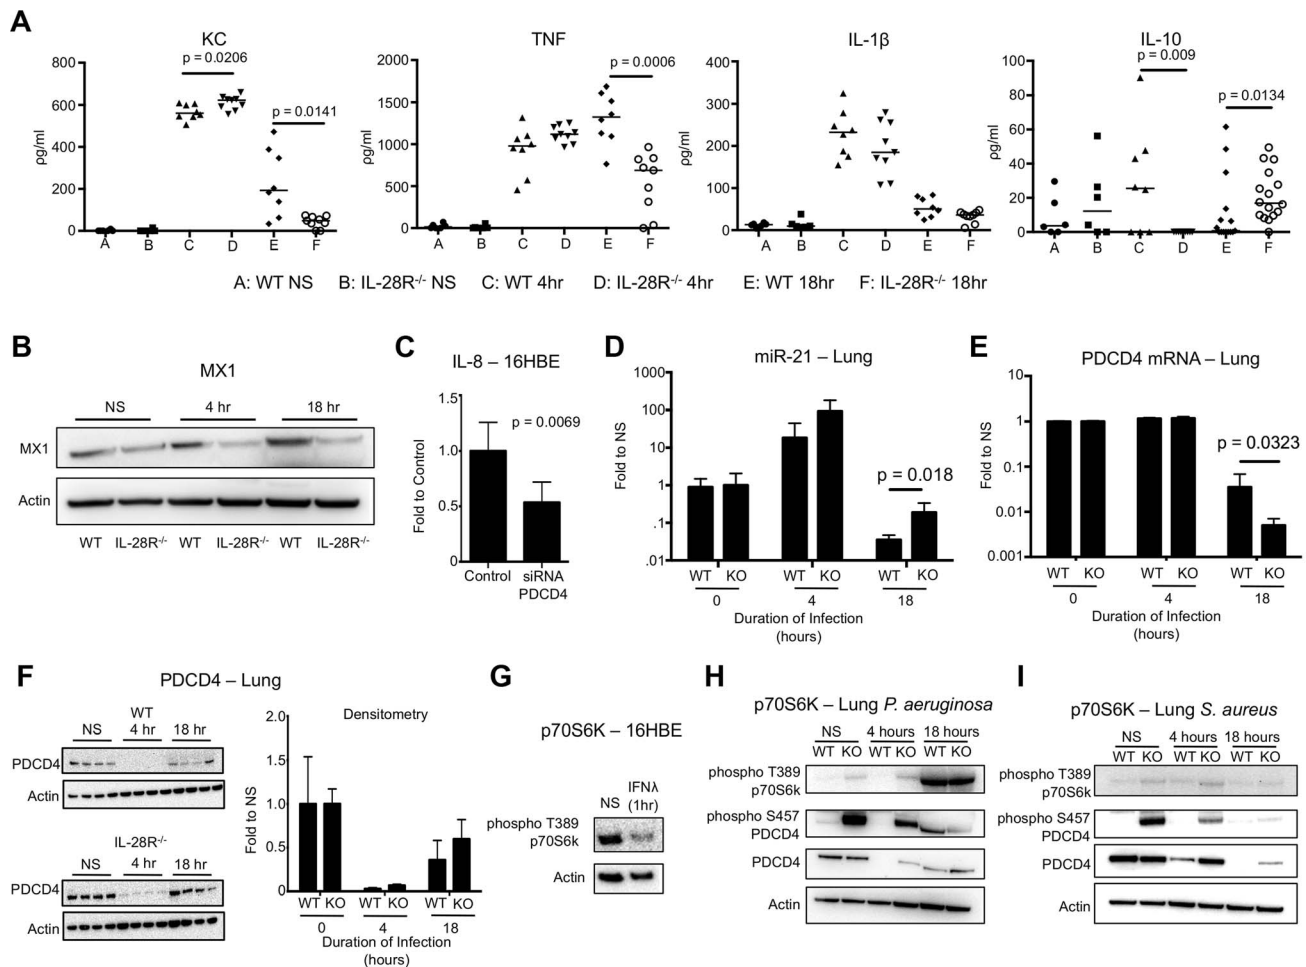 A
KC
p = 0.0206
p = 0.0141
800
600
400
200
0
ρg/ml
A B C D E F
TNF
p = 0.0006
2000
1500
1000
500
0
ρg/ml
A B C D E F
IL-1β
400
300
200
100
0
ρg/ml
A B C D E F
IL-10
p = 0.009
p = 0.0134
100
80
60
40
20
0
ρg/ml
A B C D E F
A: WT NS B: IL-28R-/- NS C: WT 4hr D: IL-28R-/- 4hr E: WT 18hr F: IL-28R-/- 18hr
B
MX1
NS 4 hr 18 hr
MX1
Actin
WT IL-28R-/- WT IL-28R-/- WT IL-28R-/-
C
IL-8 – 16HBE
p = 0.0069
1.5
1.0
0.5
0
Fold to Control
Control siRNA
PDCD4
D
miR-21 – Lung
1000
100
10
1
.1
.01
Fold to NS
p = 0.018
WT KO WT KO WT KO
0 4 18
Duration of Infection
(hours)
E
PDCD4 mRNA – Lung
10
1
0.1
0.01
0.001
Fold to NS
p = 0.0323
WT KO WT KO WT KO
0 4 18
Duration of Infection
(hours)
F
PDCD4 – Lung
WT
NS 4 hr 18 hr
PDCD4
Actin
IL-28R-/-
NS 4 hr 18 hr
PDCD4
Actin
Densitometry
2.0
1.5
1.0
0.5
0
Fold to NS
WT KO WT KO WT KO
0 4 18
Duration of Infection
(hours)
G
p70S6K – 16HBE
IFNλ
NS (1hr)
phospho T389
p70S6k
Actin
H
p70S6K – Lung P. aeruginosa
NS 4 hours 18 hours
WT KO WT KO WT KO
phospho T389
p70S6k
phospho S457
PDCD4
PDCD4
Actin
I
p70S6K – Lung S. aureus
NS 4 hours 18 hours
WT KO WT KO WT KO
phospho T389
p70S6k
phospho S457
PDCD4
PDCD4
Actin